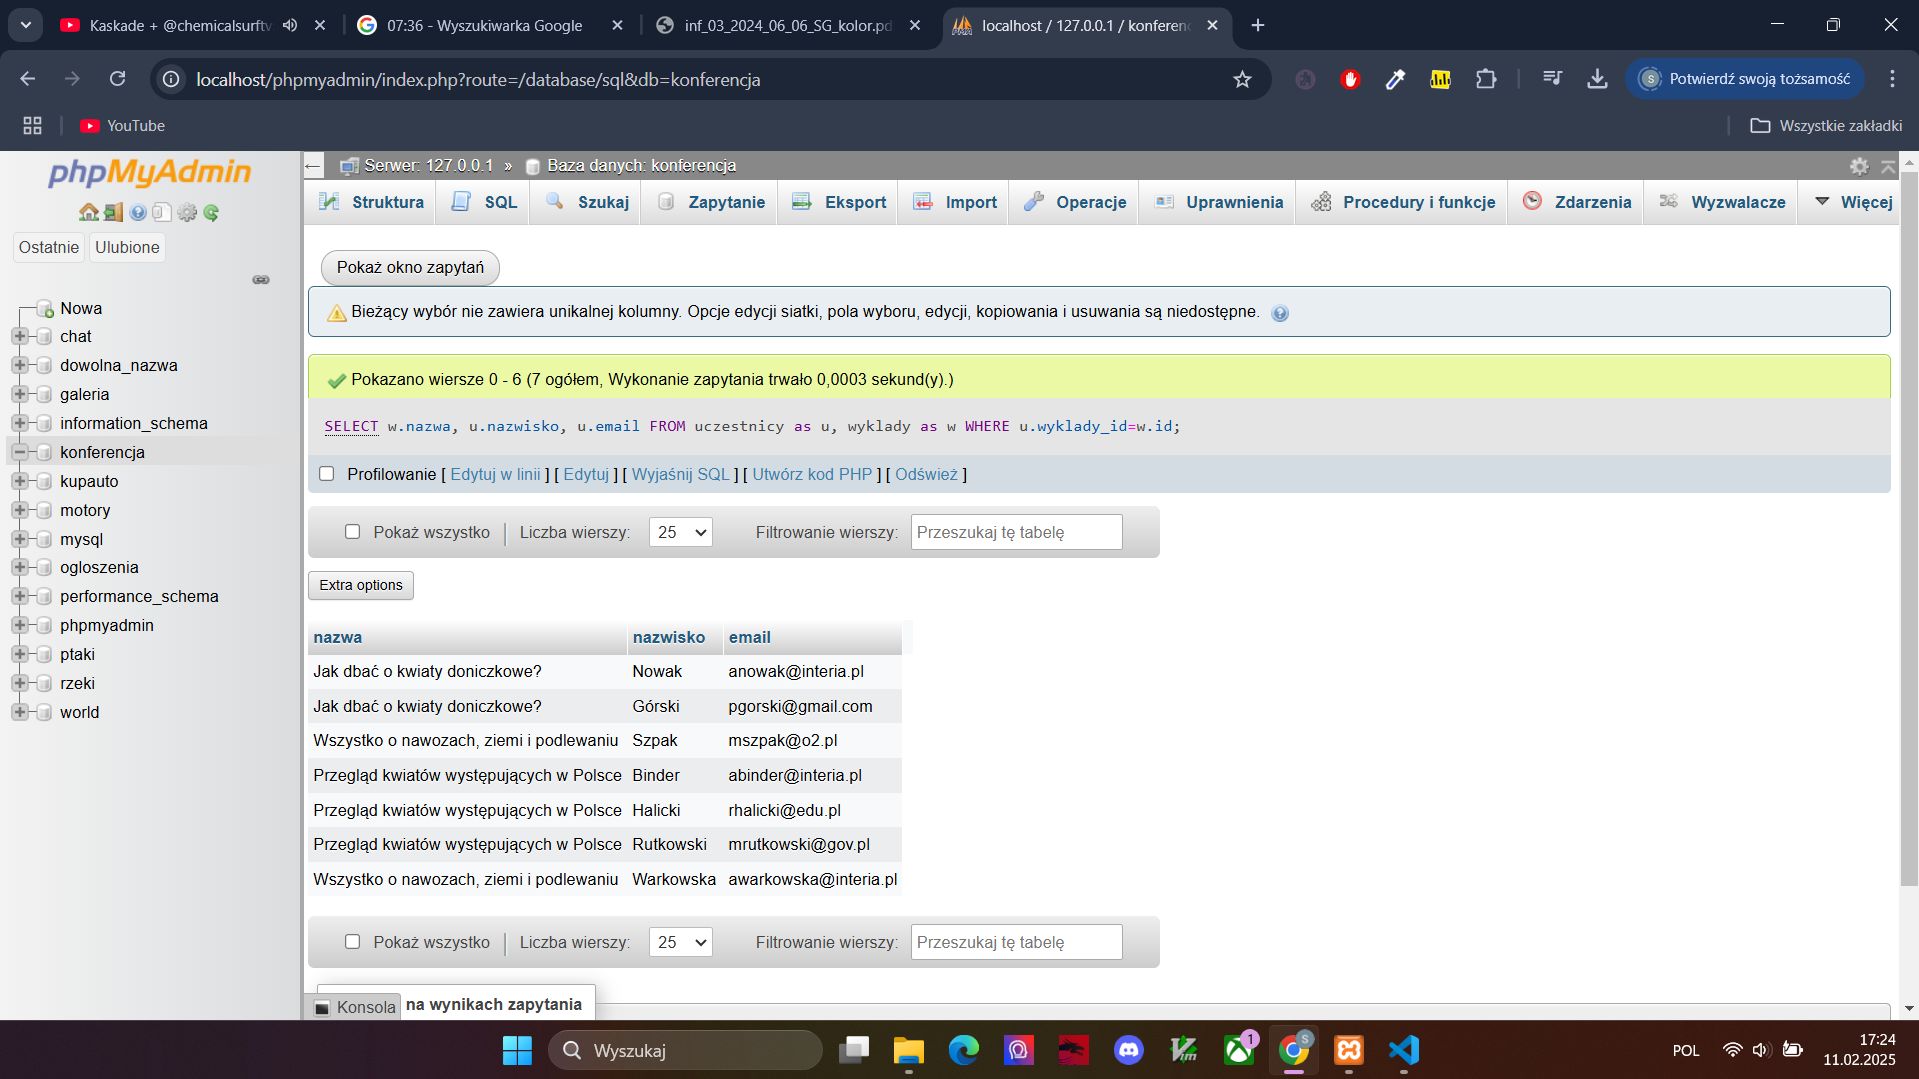 Kaskade + @chemicalsurftv
07:36 - Wyszukiwarka Google
inf_03_2024_06_06_SG_kolor.pd
localhost / 127.0.0.1 / konferenc
localhost/phpmyadmin/index.php?route=/database/sql&db=konferencja
S Potwierdź swoją tożsamość
YouTube
Wszystkie zakładki
phpMyAdmin
Serwer: 127.0.0.1 » Baza danych: konferencja
Struktura SQL Szukaj Zapytanie Eksport Import Operacje Uprawnienia Procedury i funkcje Zdarzenia Wyzwalacze Więcej
Ostatnie Ulubione
Nowa
chat
dowolna_nazwa
galeria
information_schema
konferencja
kupauto
motory
mysql
ogloszenia
performance_schema
phpmyadmin
ptaki
rzeki
world
Pokaż okno zapytań
Bieżący wybór nie zawiera unikalnej kolumny. Opcje edycji siatki, pola wyboru, edycji, kopiowania i usuwania są niedostępne.
Pokazano wiersze 0 - 6 (7 ogółem, Wykonanie zapytania trwało 0,0003 sekund(y).)
SELECT w.nazwa, u.nazwisko, u.email FROM uczestnicy as u, wyklady as w WHERE u.wyklady_id=w.id;
Profilowanie [ Edytuj w linii ] [ Edytuj ] [ Wyjaśnij SQL ] [ Utwórz kod PHP ] [ Odśwież ]
Pokaż wszystko Liczba wierszy: 25 Filtrowanie wierszy: Przeszukaj tę tabelę
Extra options
nazwa nazwisko email
Jak dbać o kwiaty doniczkowe? Nowak anowak@interia.pl
Jak dbać o kwiaty doniczkowe? Górski pgorski@gmail.com
Wszystko o nawozach, ziemi i podlewaniu Szpak mszpak@o2.pl
Przegląd kwiatów występujących w Polsce Binder abinder@interia.pl
Przegląd kwiatów występujących w Polsce Halicki rhalicki@edu.pl
Przegląd kwiatów występujących w Polsce Rutkowski mrutkowski@gov.pl
Wszystko o nawozach, ziemi i podlewaniu Warkowska awarkowska@interia.pl
Pokaż wszystko Liczba wierszy: 25 Filtrowanie wierszy: Przeszukaj tę tabelę
Konsola na wynikach zapytania
Wyszukaj
1
S
POL
17:24
11.02.2025